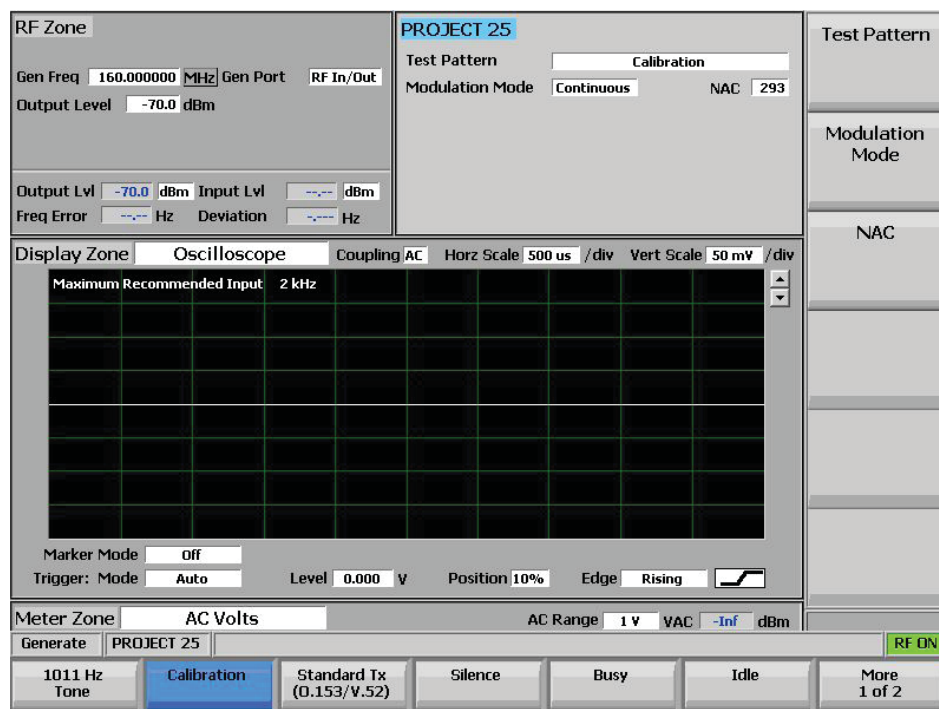 RF Zone
Gen Freq 160.000000 MHz Gen Port RF In/Out
Output Level -70.0 dBm
Output Lvl -70.0 dBm Input Lvl --.-- dBm
Freq Error --.-- Hz Deviation -.--- Hz
PROJECT 25
Test Pattern Calibration
Modulation Mode Continuous NAC 293
Display Zone Oscilloscope Coupling AC Horz Scale 500 us /div Vert Scale 50 mV /div
Maximum Recommended Input 2 kHz
Marker Mode Off
Trigger: Mode Auto Level 0.000 V Position 10% Edge Rising
Meter Zone AC Volts AC Range 1 V VAC -Inf dBm
Generate PROJECT 25 RF ON
Test Pattern
Modulation
Mode
NAC
1011 Hz
Tone
Calibration
Standard Tx
(0.153/V.52)
Silence
Busy
Idle
More
1 of 2